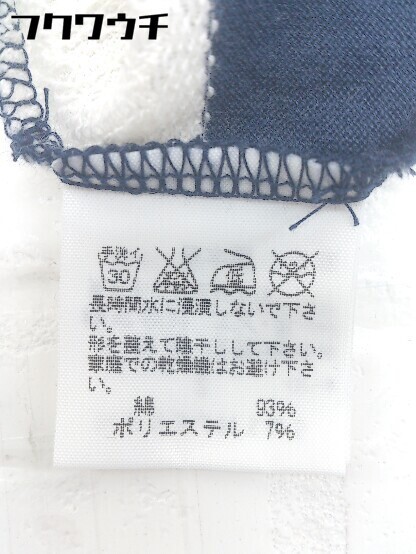 フクワウチ
手洗イ
30
低
長時間水に浸漬しないで下さ
い。
形を整えて陰干しして下さい。
家庭での乾燥機はお避け下さ
い。
綿 93%
ポリエステル 7%